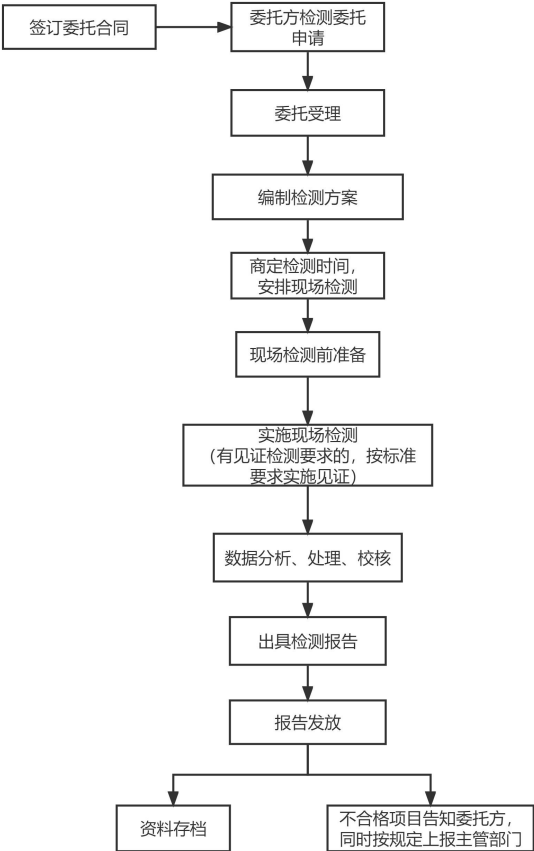 签订委托合同
委托方检测委托
申请
委托受理
编制检测方案
商定检测时间，
安排现场检测
现场检测前准备
实施现场检测
（有见证检测要求的，按标准
要求实施见证）
数据分析、处理、校核
出具检测报告
报告发放
资料存档
不合格项目告知委托方，
同时按规定上报主管部门